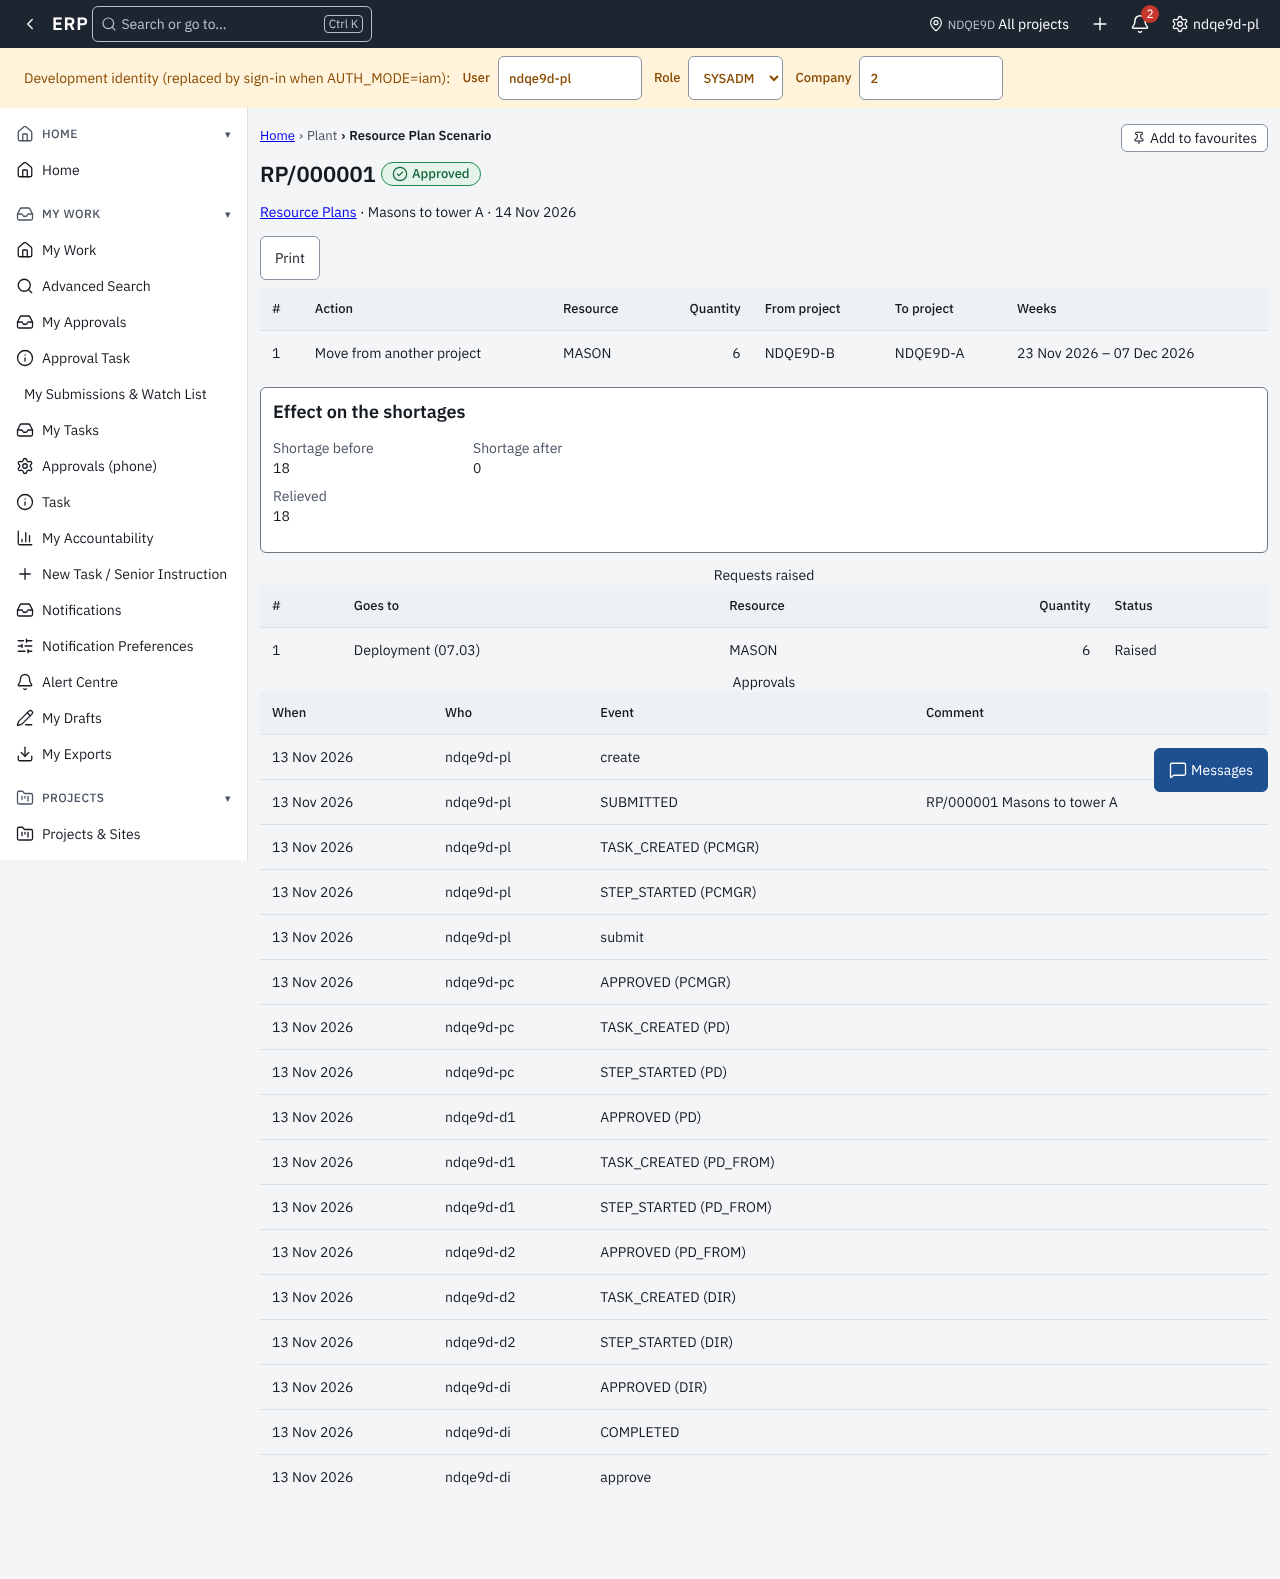 ERP Search or go to... Ctrl K NDQE9D All projects 2 ndqe9d-pl
Development identity (replaced by sign-in when AUTH_MODE=iam): User ndqe9d-pl Role SYSADM Company 2
HOME
Home
MY WORK
My Work
Advanced Search
My Approvals
Approval Task
My Submissions & Watch List
My Tasks
Approvals (phone)
Task
My Accountability
New Task / Senior Instruction
Notifications
Notification Preferences
Alert Centre
My Drafts
My Exports
PROJECTS
Projects & Sites
Home › Plant › Resource Plan Scenario
Add to favourites
RP/000001 Approved
Resource Plans · Masons to tower A · 14 Nov 2026
Print
# Action Resource Quantity From project To project Weeks
1 Move from another project MASON 6 NDQE9D-B NDQE9D-A 23 Nov 2026 – 07 Dec 2026
Effect on the shortages
Shortage before Shortage after
18 0
Relieved
18
Requests raised
# Goes to Resource Quantity Status
1 Deployment (07.03) MASON 6 Raised
Approvals
When Who Event Comment
13 Nov 2026 ndqe9d-pl create
Messages
13 Nov 2026 ndqe9d-pl SUBMITTED RP/000001 Masons to tower A
13 Nov 2026 ndqe9d-pl TASK_CREATED (PCMGR)
13 Nov 2026 ndqe9d-pl STEP_STARTED (PCMGR)
13 Nov 2026 ndqe9d-pl submit
13 Nov 2026 ndqe9d-pc APPROVED (PCMGR)
13 Nov 2026 ndqe9d-pc TASK_CREATED (PD)
13 Nov 2026 ndqe9d-pc STEP_STARTED (PD)
13 Nov 2026 ndqe9d-d1 APPROVED (PD)
13 Nov 2026 ndqe9d-d1 TASK_CREATED (PD_FROM)
13 Nov 2026 ndqe9d-d1 STEP_STARTED (PD_FROM)
13 Nov 2026 ndqe9d-d2 APPROVED (PD_FROM)
13 Nov 2026 ndqe9d-d2 TASK_CREATED (DIR)
13 Nov 2026 ndqe9d-d2 STEP_STARTED (DIR)
13 Nov 2026 ndqe9d-di APPROVED (DIR)
13 Nov 2026 ndqe9d-di COMPLETED
13 Nov 2026 ndqe9d-di approve